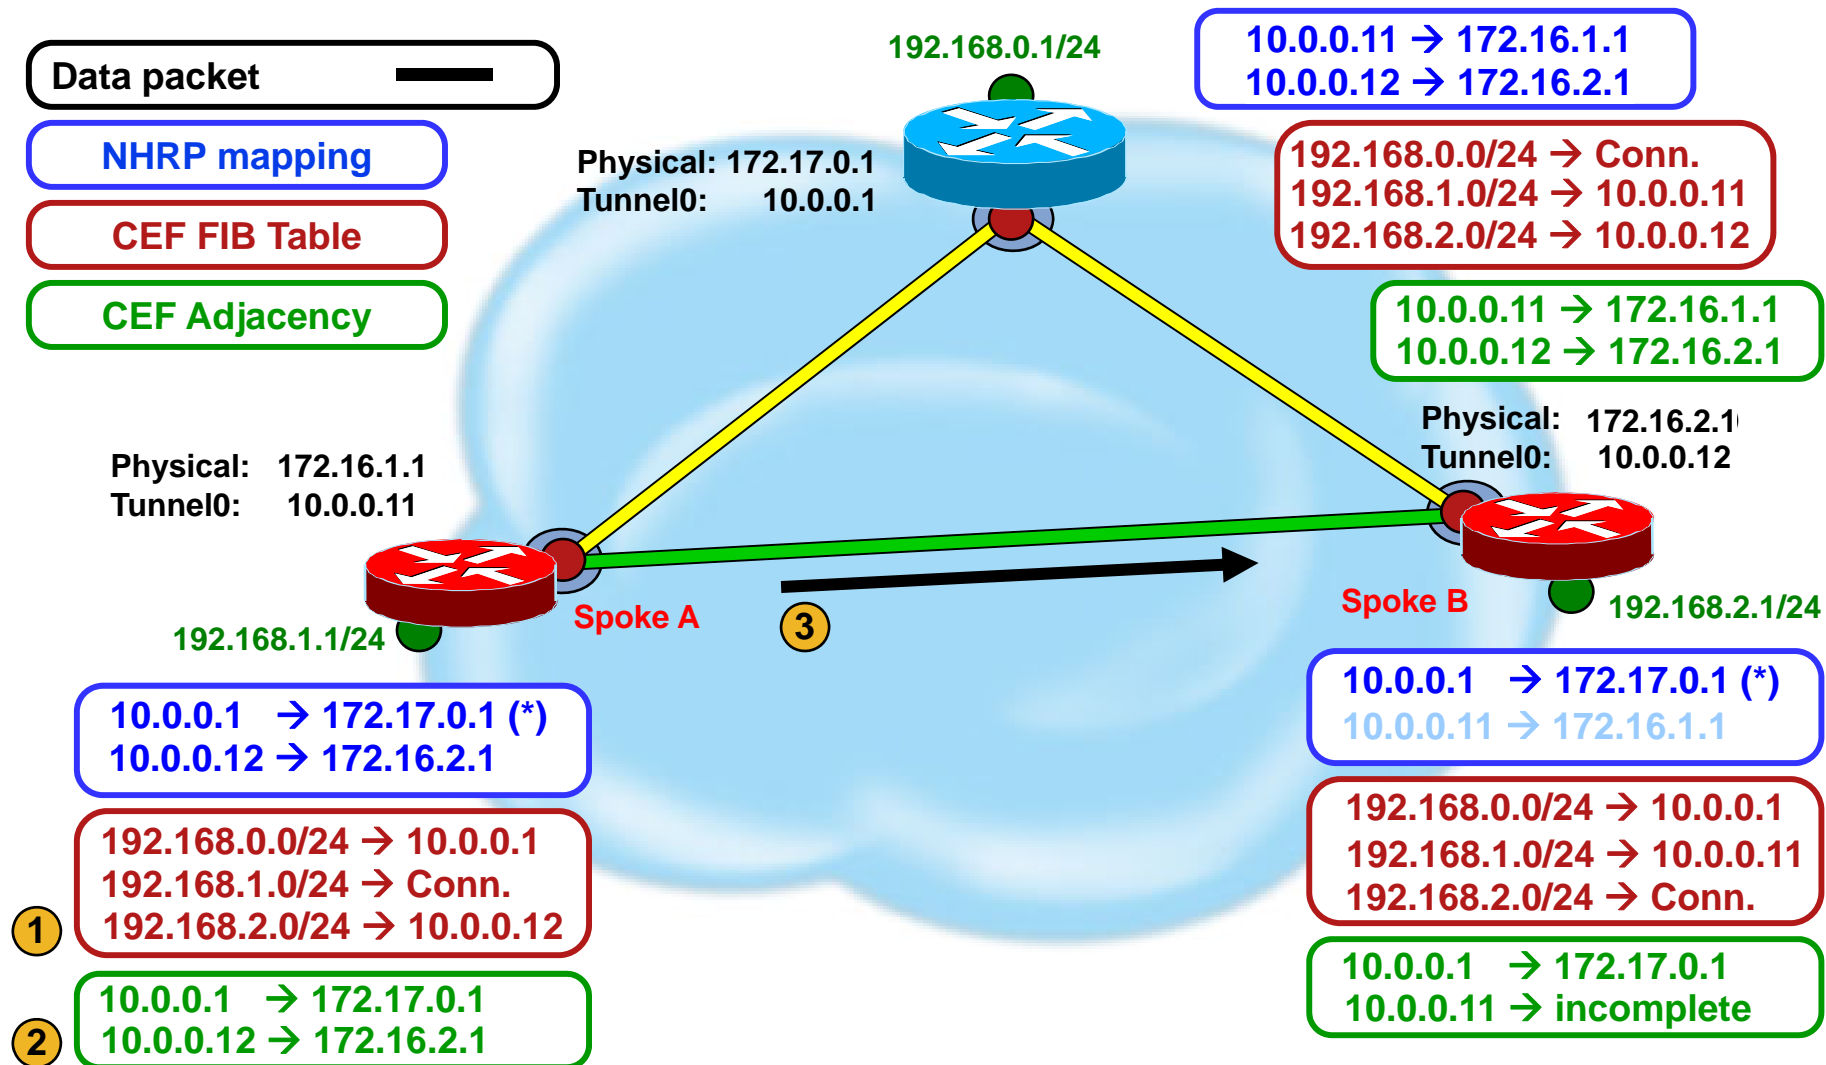 192.168.0.1/24
10.0.0.11 → 172.16.1.1
10.0.0.12 → 172.16.2.1
Data packet
NHRP mapping
CEF FIB Table
CEF Adjacency
Physical: 172.17.0.1
Tunnel0: 10.0.0.1
192.168.0.0/24 → Conn.
192.168.1.0/24 → 10.0.0.11
192.168.2.0/24 → 10.0.0.12
10.0.0.11 → 172.16.1.1
10.0.0.12 → 172.16.2.1
Physical: 172.16.2.1
Tunnel0: 10.0.0.12
Physical: 172.16.1.1
Tunnel0: 10.0.0.11
Spoke A
3
Spoke B
192.168.2.1/24
192.168.1.1/24
10.0.0.1 → 172.17.0.1 (*)
10.0.0.12 → 172.16.2.1
192.168.0.0/24 → 10.0.0.1
192.168.1.0/24 → Conn.
1
192.168.2.0/24 → 10.0.0.12
10.0.0.1 → 172.17.0.1
2
10.0.0.12 → 172.16.2.1
10.0.0.1 → 172.17.0.1 (*)
10.0.0.11 → 172.16.1.1
192.168.0.0/24 → 10.0.0.1
192.168.1.0/24 → 10.0.0.11
192.168.2.0/24 → Conn.
10.0.0.1 → 172.17.0.1
10.0.0.11 → incomplete